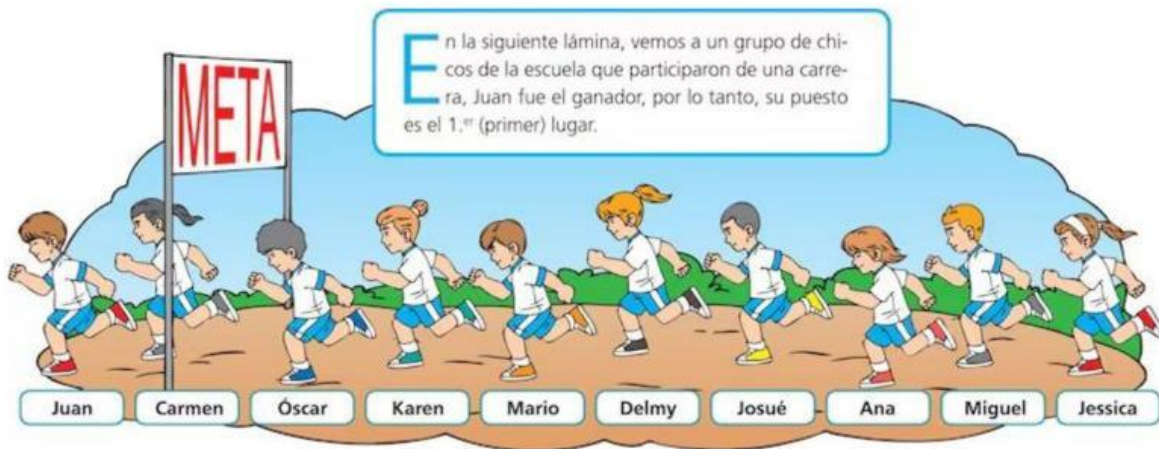 En la siguiente lámina, vemos a un grupo de chi-
cos de la escuela que participaron de una carre-
ra, Juan fue el ganador, por lo tanto, su puesto
es el 1.er (primer) lugar.
META
Juan Carmen Óscar Karen Mario Delmy Josué Ana Miguel Jessica